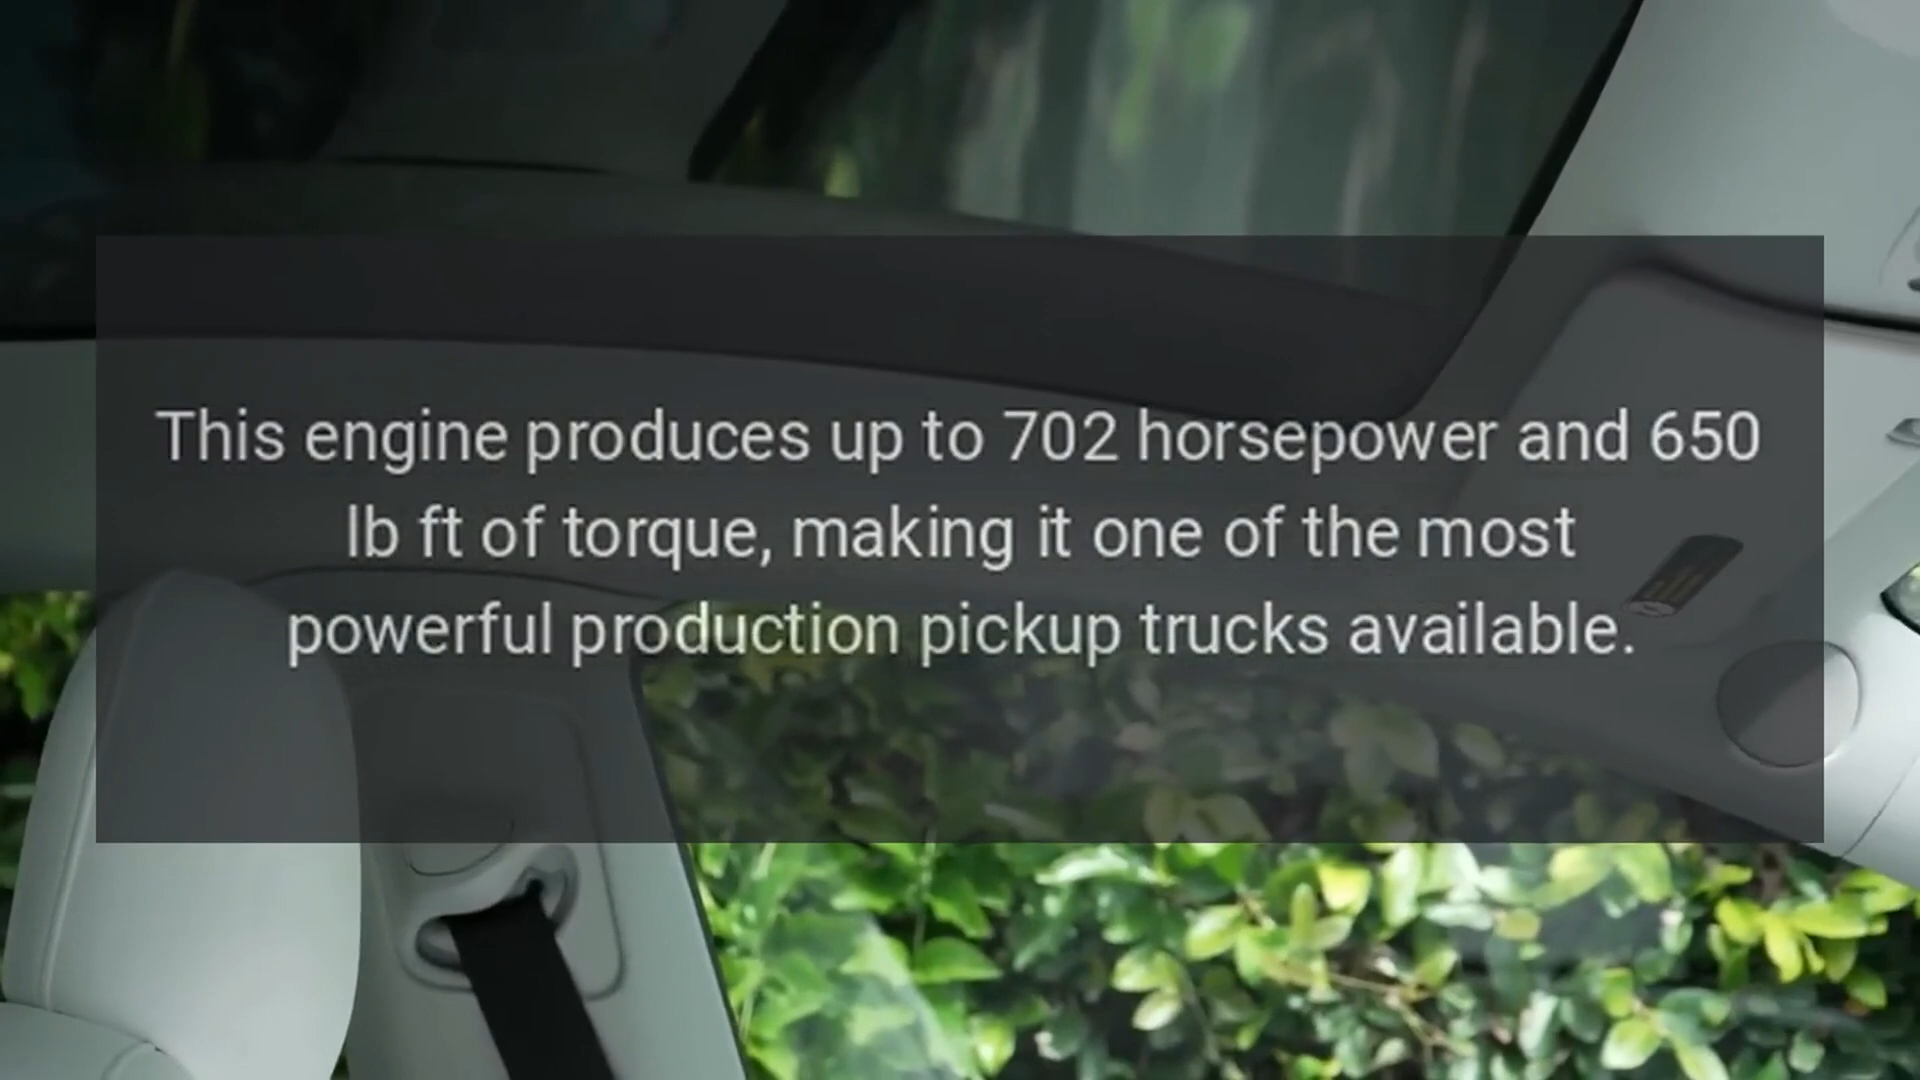 This engine produces up to 702 horsepower and 650
lb ft of torque, making it one of the most
powerful production pickup trucks available.